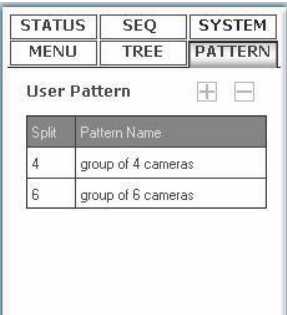 STATUS SEQ SYSTEM
MENU TREE PATTERN
User Pattern
Split Pattern Name
4 group of 4 cameras
6 group of 6 cameras